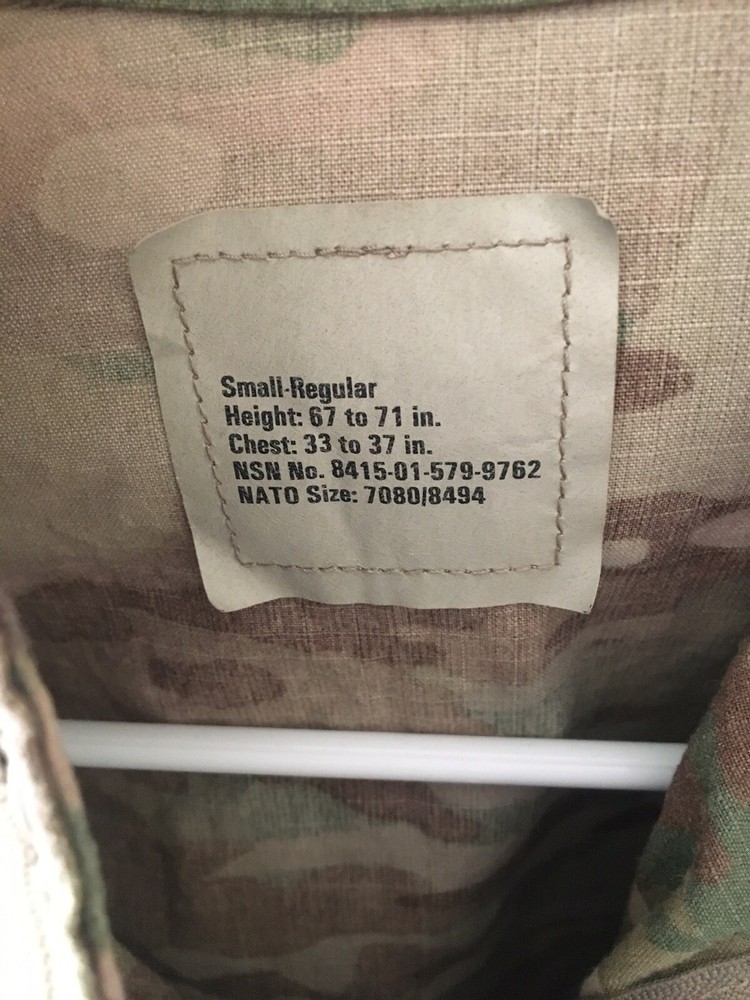 Small-Regular
Height: 67 to 71 in.
Chest: 33 to 37 in.
NSN No. 8415-01-579-9762
NATO Size: 7080/8494